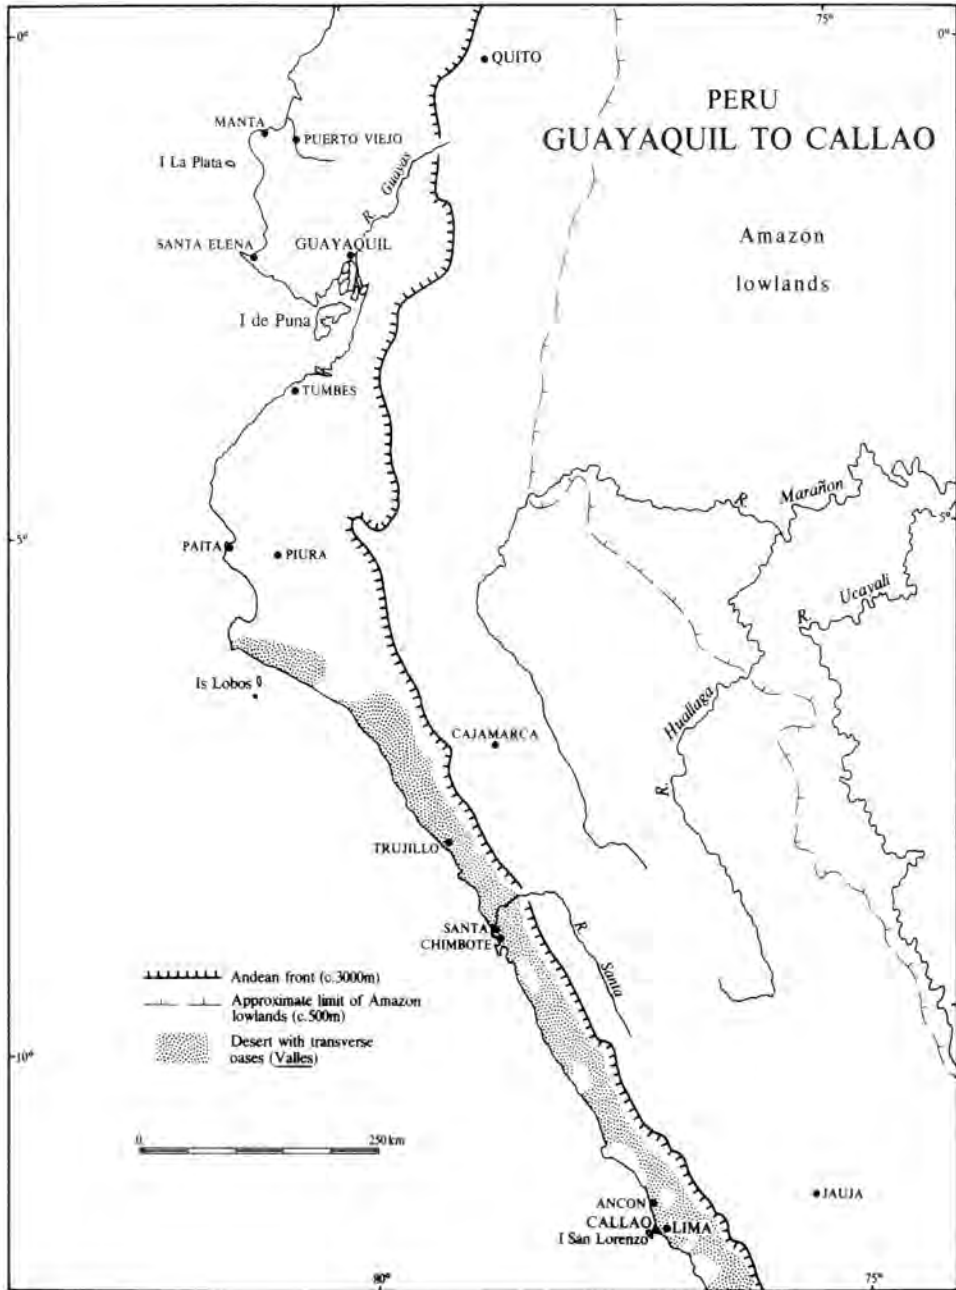 75°
0°
0°
QUITO
PERU
GUAYAQUIL TO CALLAO
MANTA
PUERTO VIEJO
I La Plata
R. Guayas
Amazon
lowlands
SANTA ELENA
GUAYAQUIL
I de Puna
TUMBES
R. Marañon
5°
5°
PAITA
PIURA
R. Ucayali
Is Lobos
R. Huallaga
CAJAMARCA
TRUJILLO
SANTA
CHIMBOTE
R. Santa
Andean front (c.3000m)
Approximate limit of Amazon
lowlands (c.500m)
Desert with transverse
oases (Valles)
10°
10°
0
250 km
JAUJA
ANCON
CALLAO
LIMA
I San Lorenzo
80°
75°